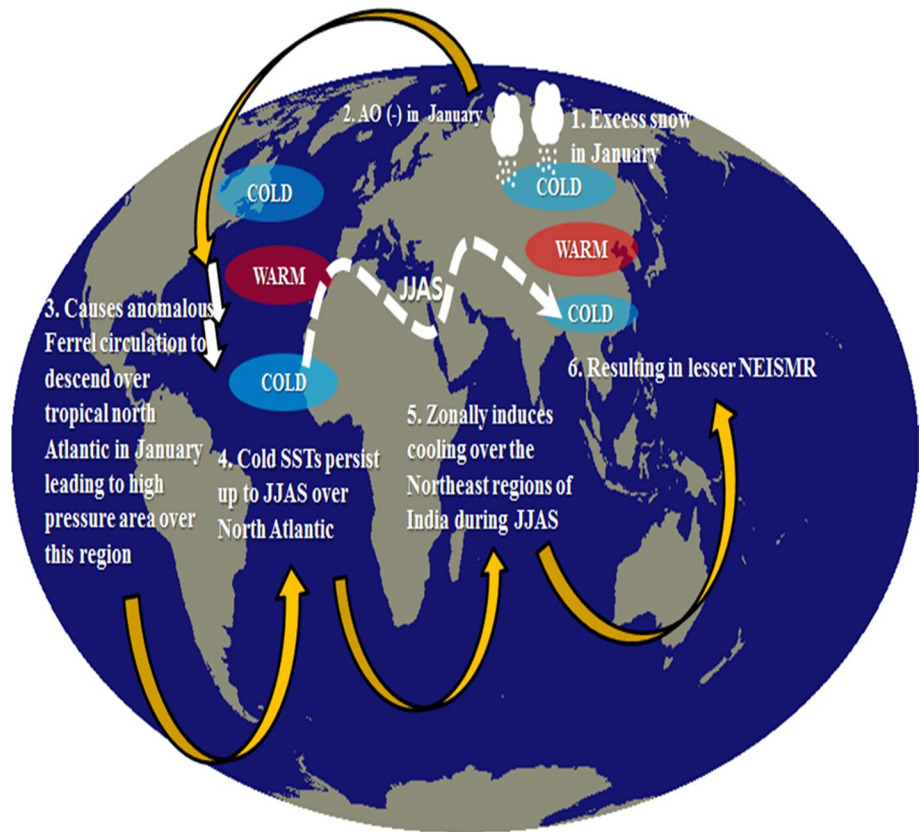 2. AO (-) in January
1. Excess snow
in January
COLD
COLD
WARM
WARM
JJAS
COLD
COLD
3. Causes anomalous
Ferrel circulation to
descend over
tropical north
Atlantic in January
leading to high
pressure area over
this region
4. Cold SSTs persist
up to JJAS over
North Atlantic
5. Zonally induces
cooling over the
Northeast regions of
India during JJAS
6. Resulting in lesser NEISMR